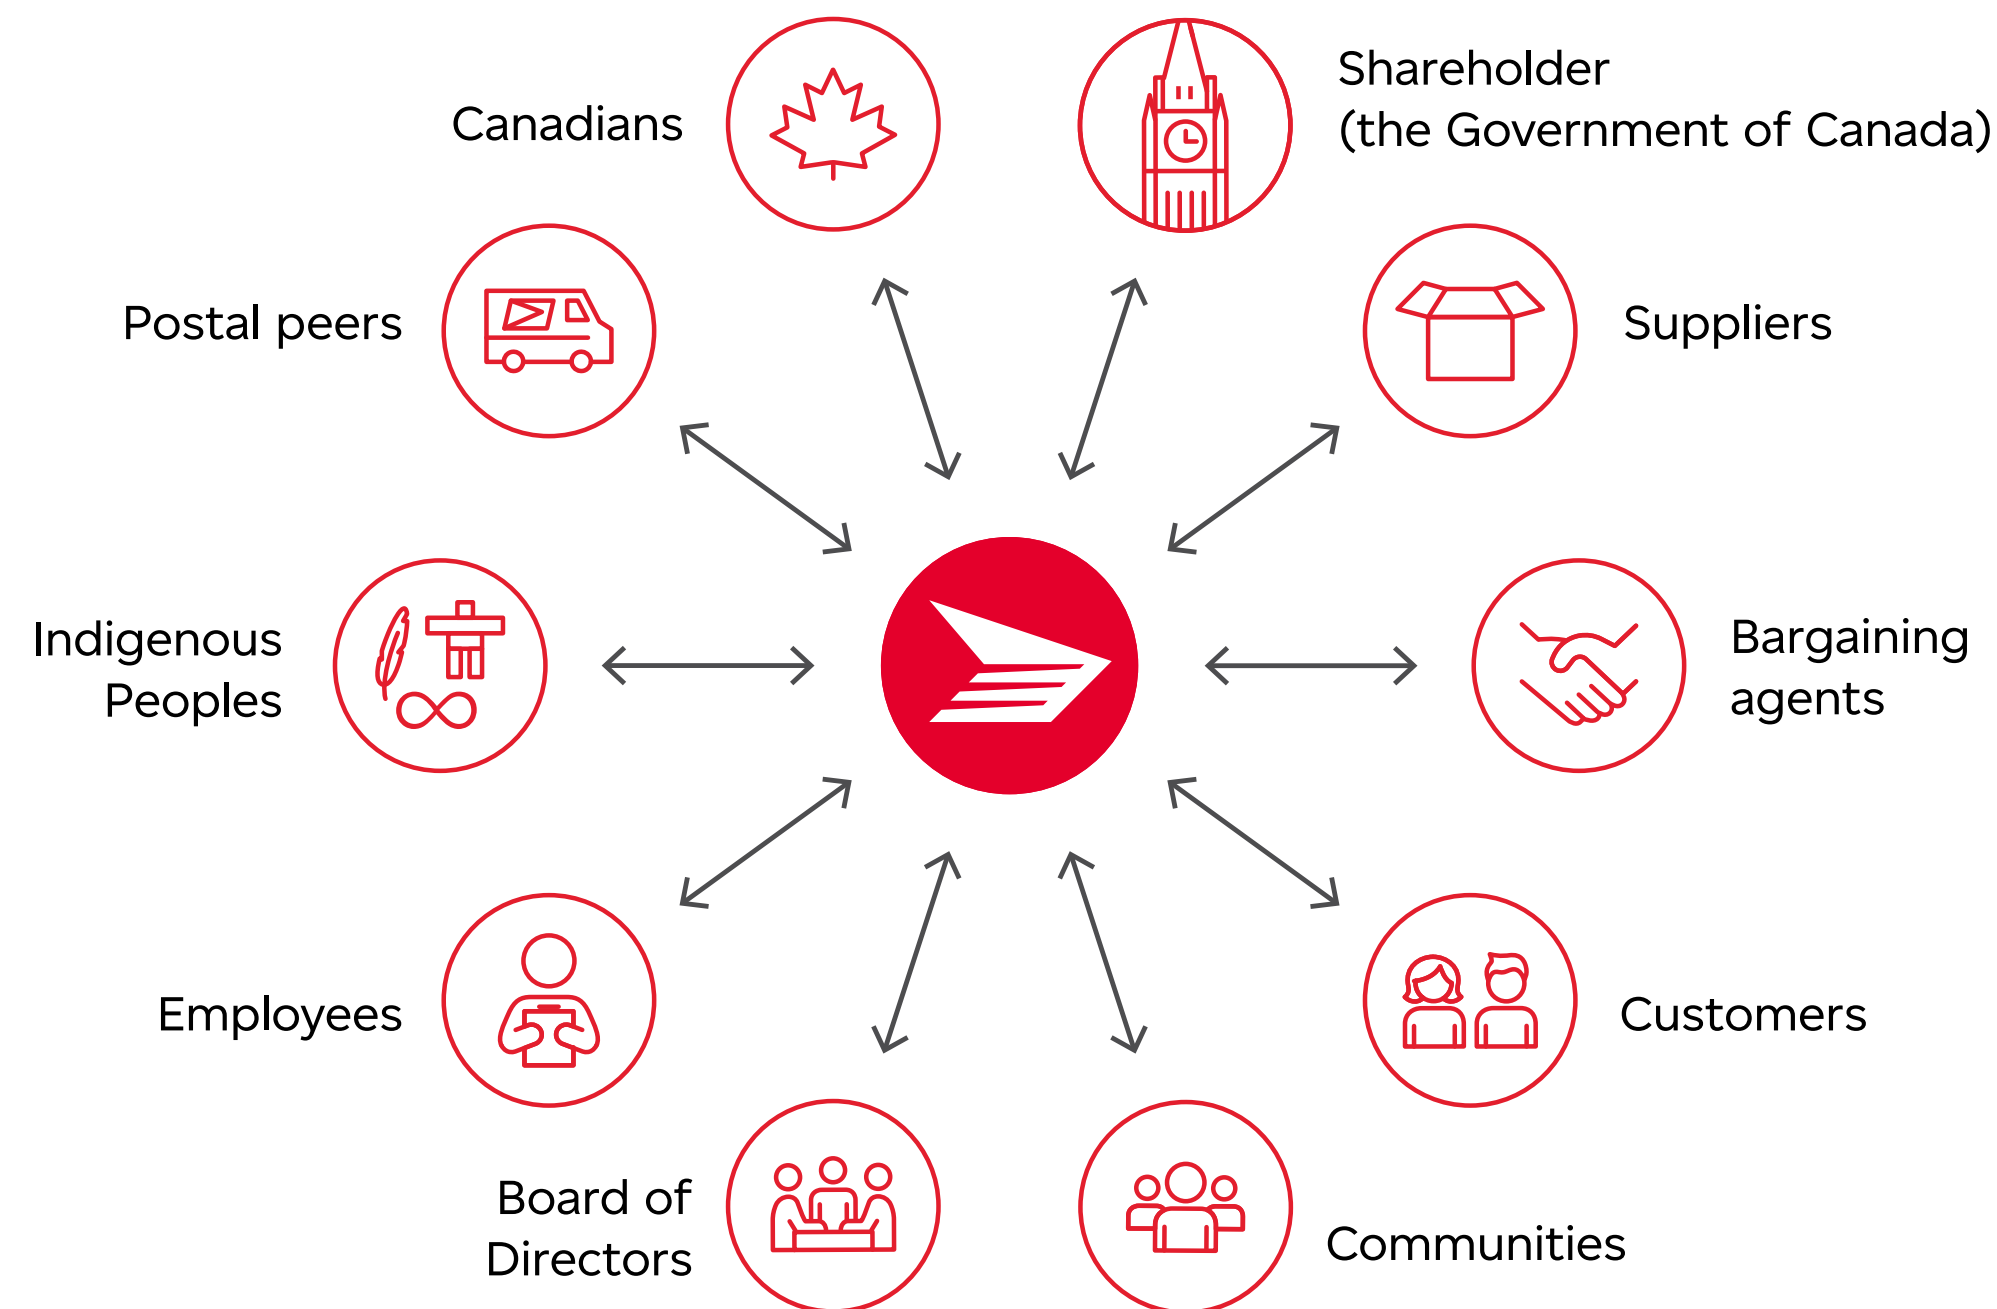 Canadians
Shareholder
(the Government of Canada)
Postal peers
Suppliers
Indigenous
Peoples
Bargaining
agents
Employees
Customers
Board of
Directors
Communities